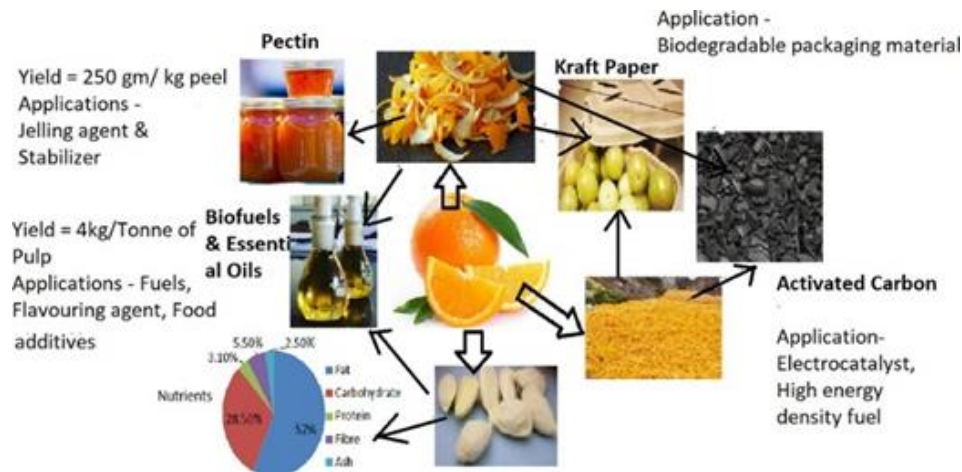 Application -
Biodegradable packaging material
Pectin
Kraft Paper
Yield = 250 gm/ kg peel
Applications -
Jelling agent &
Stabilizer
Biofuels
& Essenti
al Oils
Yield = 4kg/Tonne of
Pulp
Applications - Fuels,
Flavouring agent, Food
additives
Activated Carbon
Application-
Electrocatalyst,
High energy
density fuel
5.50%
2.50%
3.10%
Nutrients
28.50%
52%
Fat
Carbohydrate
Protein
Fibre
Ash